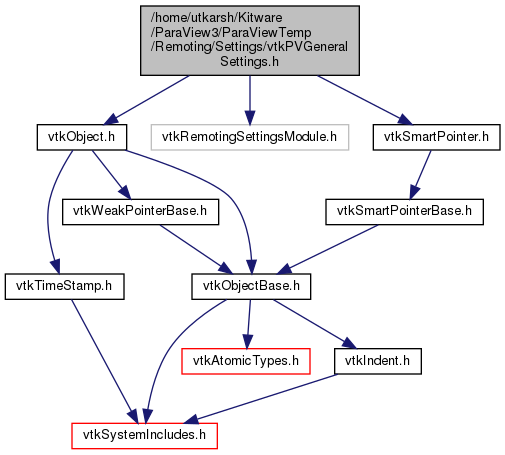 /home/utkarsh/Kitware
/ParaView3/ParaViewTemp
/Remoting/Settings/vtkPVGeneral
Settings.h
vtkObject.h
vtkRemotingSettingsModule.h
vtkSmartPointer.h
vtkWeakPointerBase.h
vtkSmartPointerBase.h
vtkTimeStamp.h
vtkObjectBase.h
vtkAtomicTypes.h
vtkIndent.h
vtkSystemIncludes.h